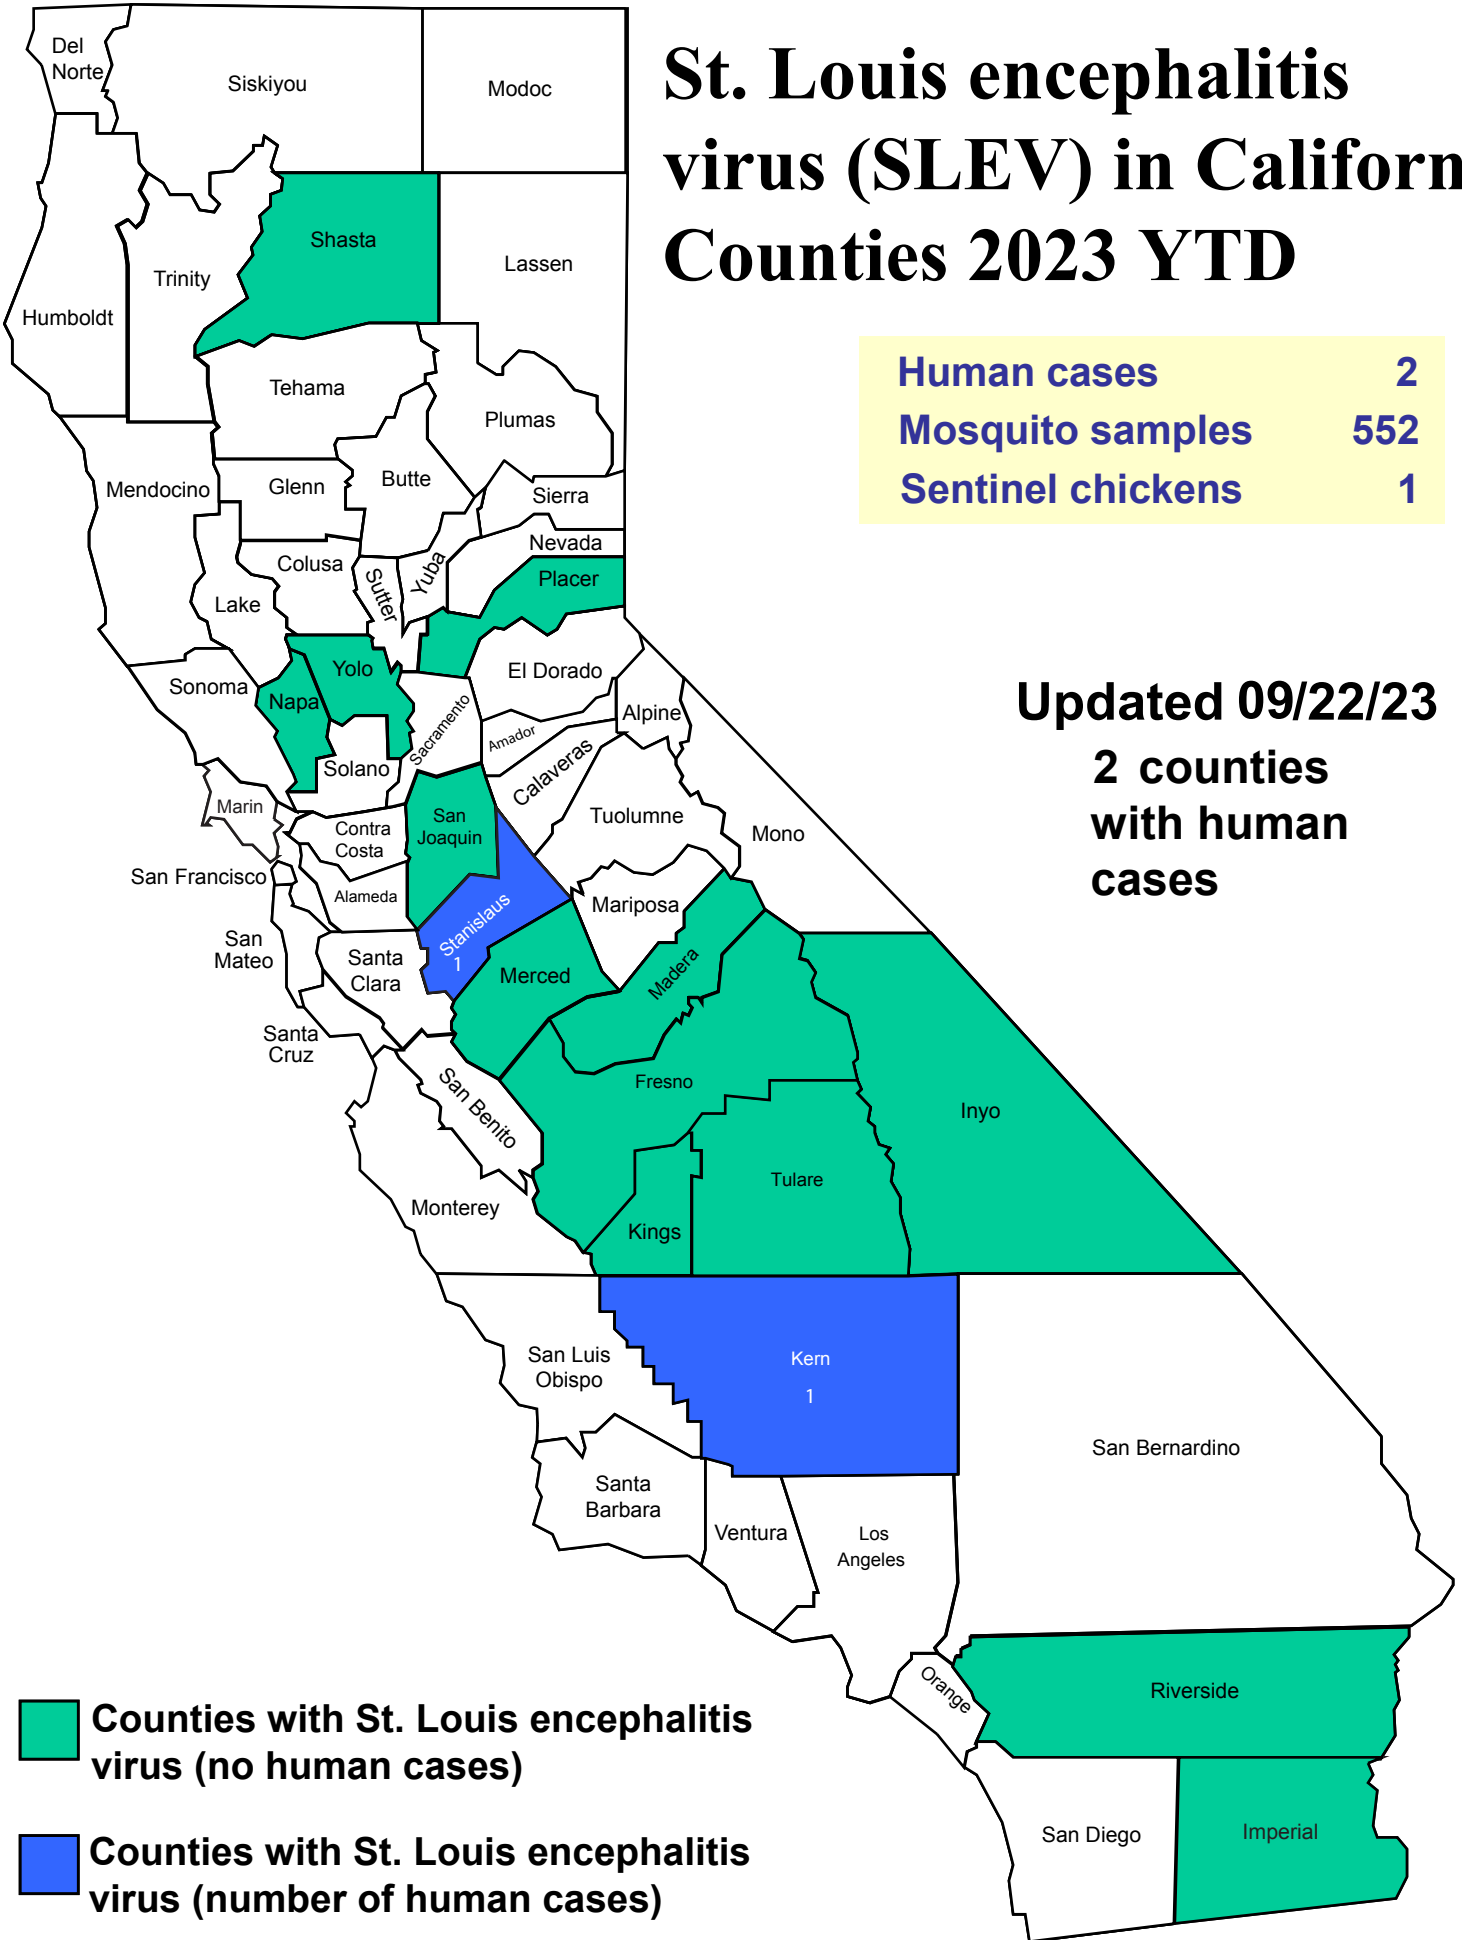 St. Louis encephalitis
virus (SLEV) in Californ
Counties 2023 YTD
Human cases 2
Mosquito samples 552
Sentinel chickens 1
Updated 09/22/23
2 counties
with human
cases
Del
Norte
Siskiyou
Modoc
Shasta
Lassen
Trinity
Humboldt
Tehama
Plumas
Mendocino
Glenn
Butte
Sierra
Nevada
Colusa
Sutter
Yuba
Placer
Lake
Yolo
El Dorado
Sonoma
Napa
Sacramento
Alpine
Amador
Solano
Calaveras
Marin
San
Joaquin
Tuolumne
Contra
Costa
Mono
San Francisco
Alameda
Mariposa
Stanislaus
1
San
Mateo
Santa
Clara
Merced
Madera
Santa
Cruz
San Benito
Fresno
Inyo
Monterey
Tulare
Kings
San Luis
Obispo
Kern
1
San Bernardino
Santa
Barbara
Ventura
Los
Angeles
Orange
Riverside
San Diego
Imperial
Counties with St. Louis encephalitis
virus (no human cases)
Counties with St. Louis encephalitis
virus (number of human cases)